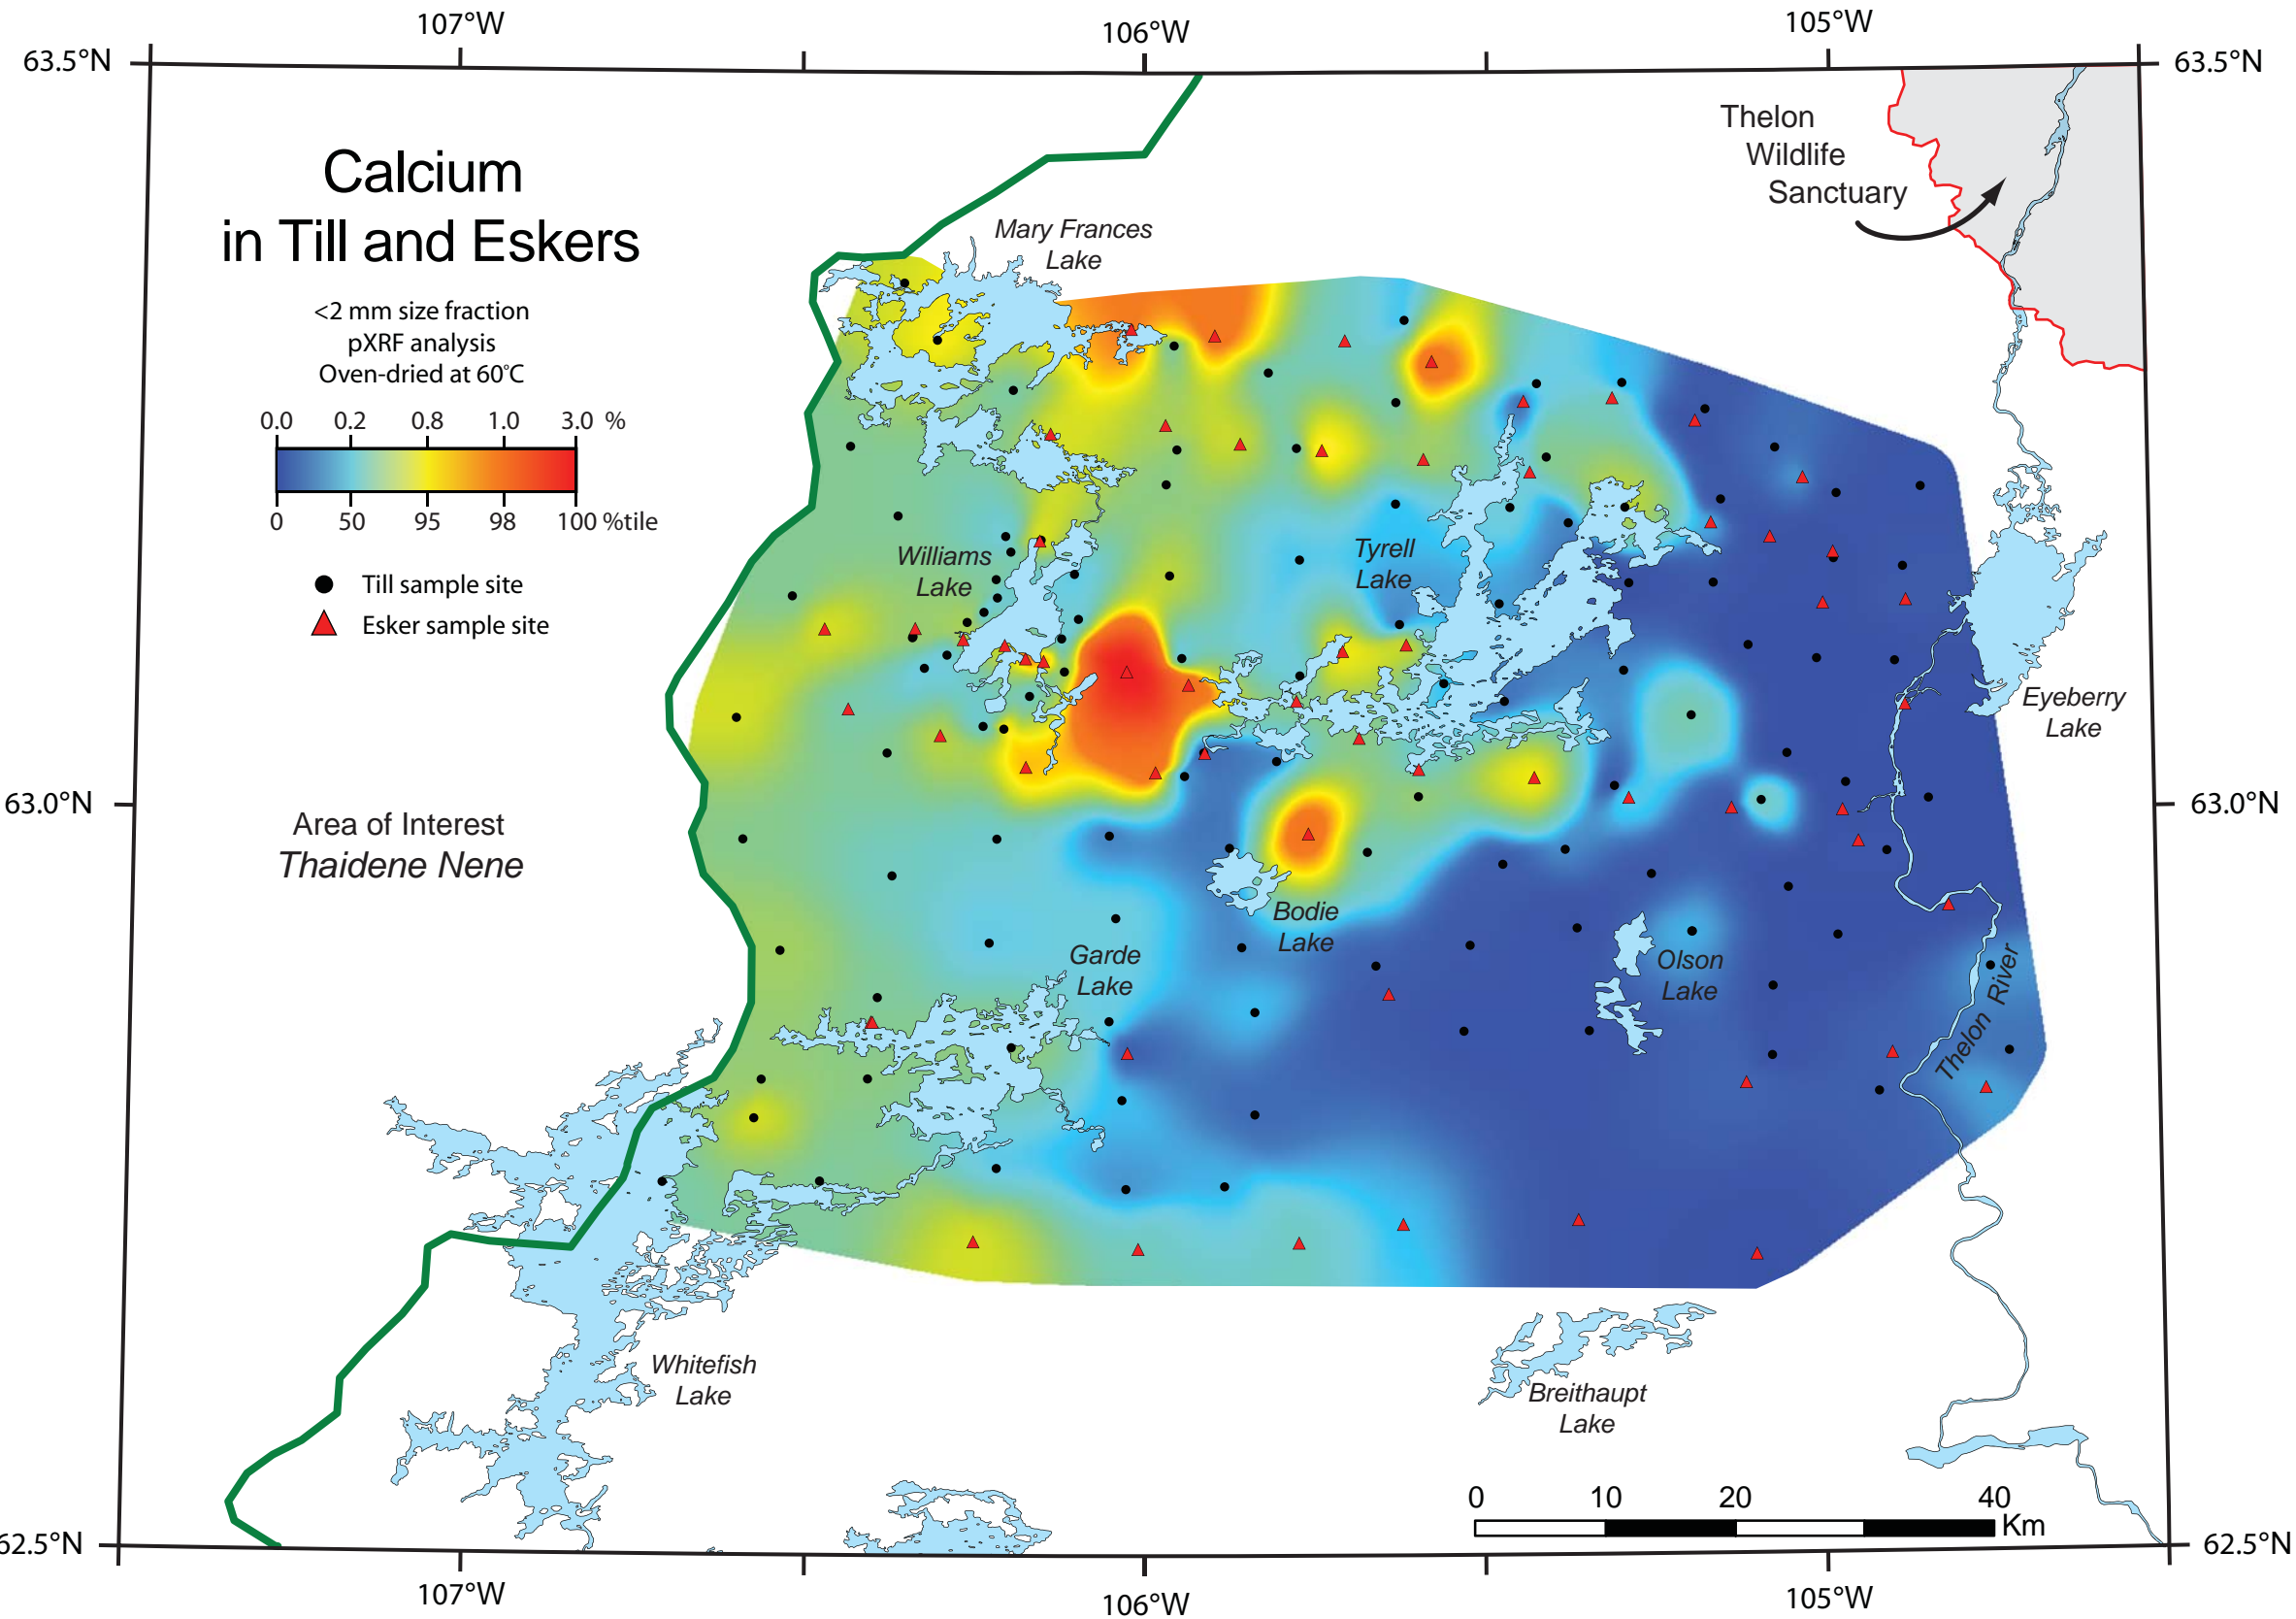 107°W
106°W
105°W
63.5°N
63.5°N
Calcium
in Till and Eskers
<2 mm size fraction
pXRF analysis
Oven-dried at 60°C
0.0 0.2 0.8 1.0 3.0 %
0 50 95 98 100 %tile
Till sample site
Esker sample site
Thelon
Wildlife
Sanctuary
Mary Frances
Lake
Williams
Lake
Tyrell
Lake
Eyeberry
Lake
63.0°N
63.0°N
Area of Interest
Thaidene Nene
Bodie
Lake
Garde
Lake
Olson
Lake
Thelon River
Whitefish
Lake
Breithaupt
Lake
0 10 20 40
Km
62.5°N
62.5°N
107°W
106°W
105°W